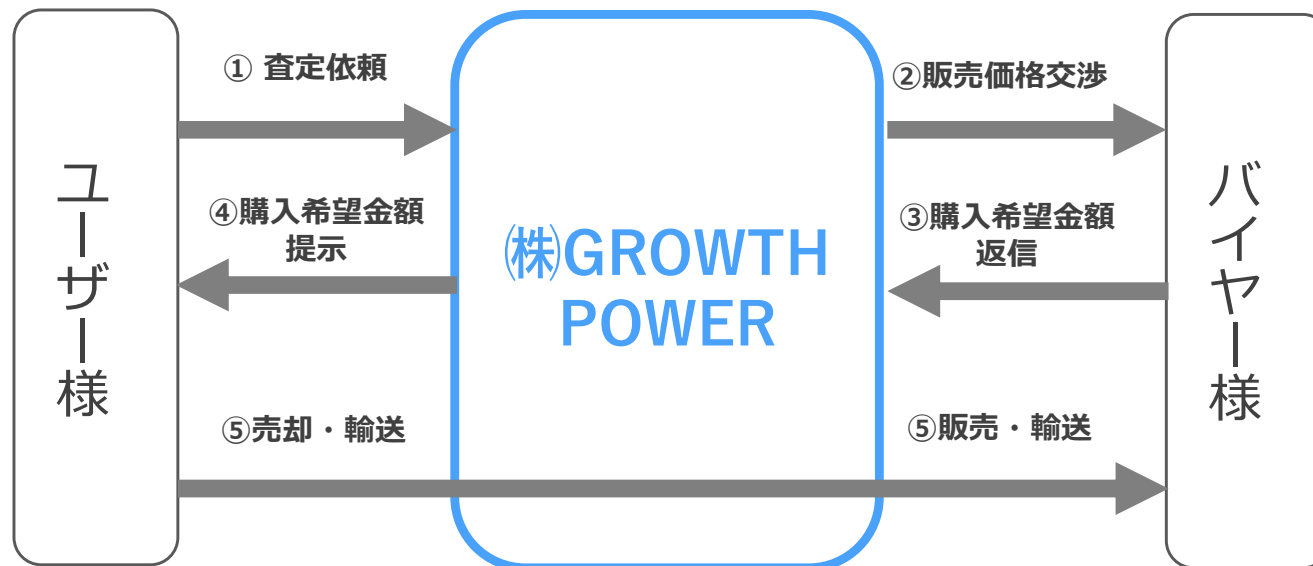 ユーザー様
① 査定依頼
④購入希望金額
提示
⑤売却・輸送
㈱GROWTH
POWER
②販売価格交渉
③購入希望金額
返信
⑤販売・輸送
バイヤー様